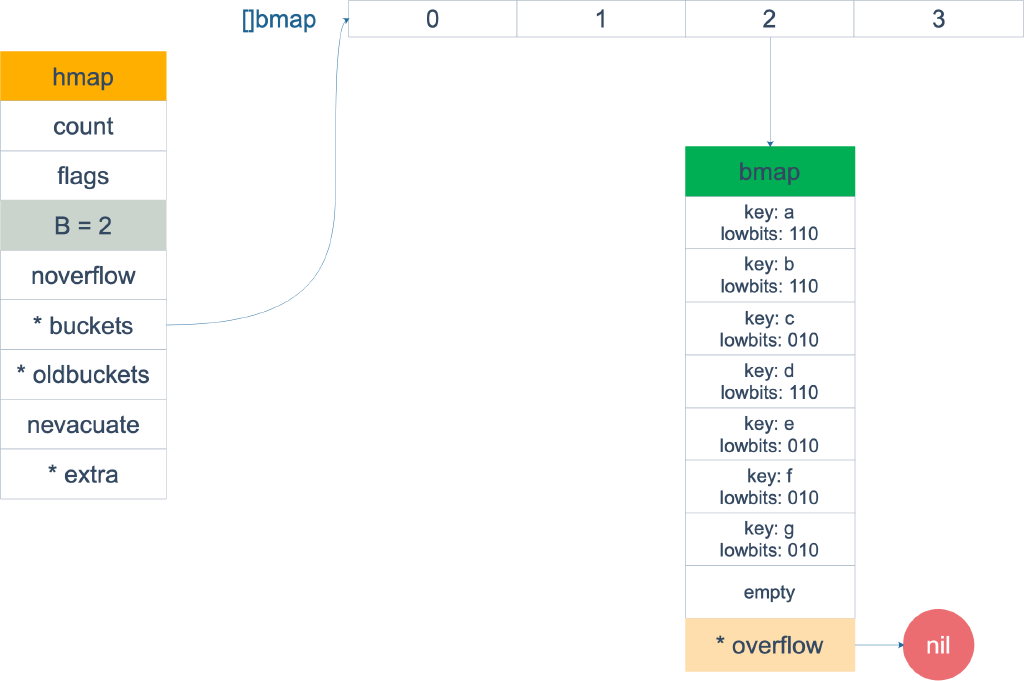 []bmap
0
1
2
3
hmap
count
flags
B = 2
noverflow
* buckets
* oldbuckets
nevacuate
* extra
bmap
key: a
lowbits: 110
key: b
lowbits: 110
key: c
lowbits: 010
key: d
lowbits: 110
key: e
lowbits: 010
key: f
lowbits: 010
key: g
lowbits: 010
empty
* overflow
nil